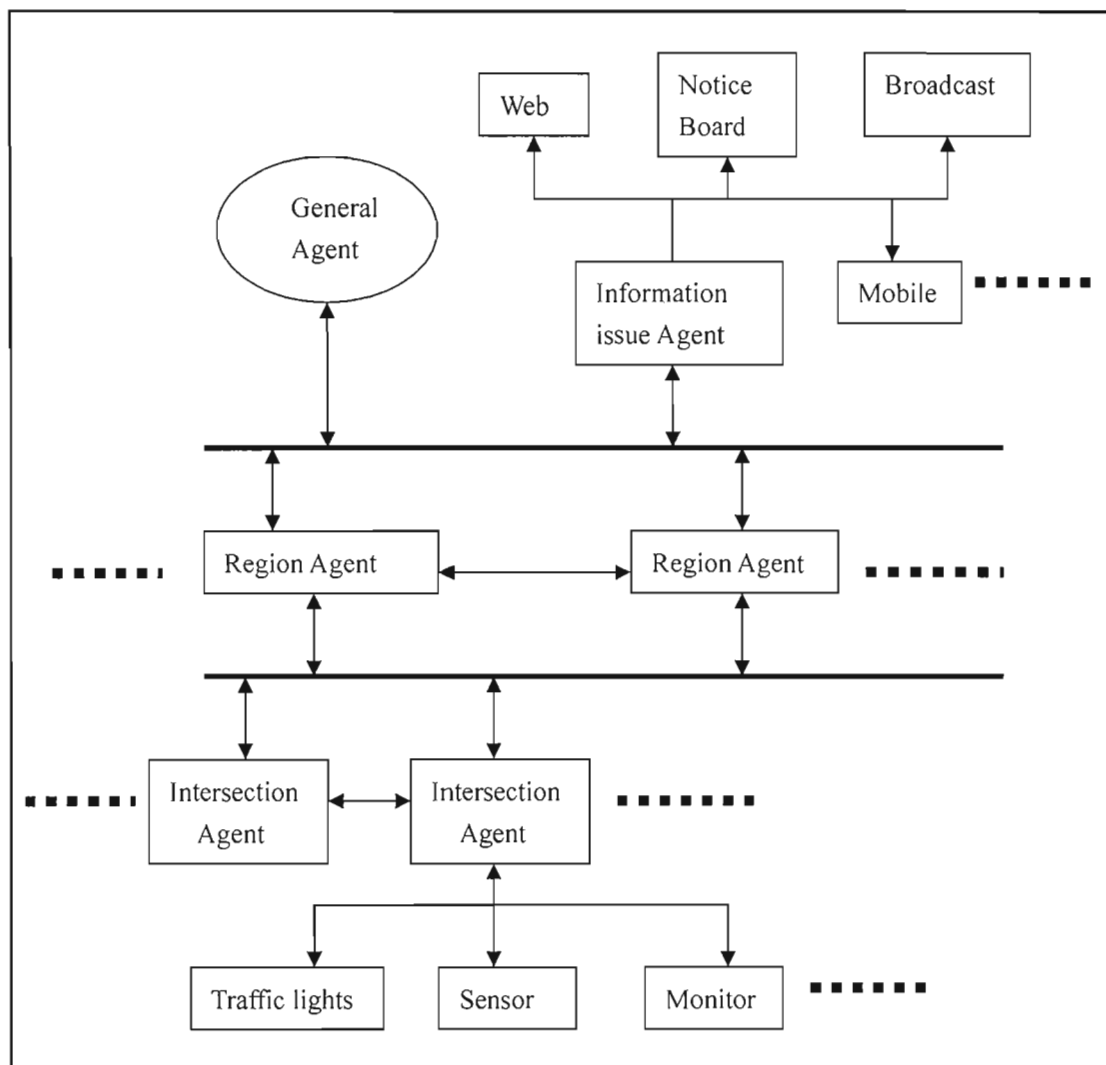 Web
Notice
Board
Broadcast
General
Agent
Information
issue Agent
Mobile
Region Agent
Region Agent
Intersection
Agent
Intersection
Agent
Traffic lights
Sensor
Monitor